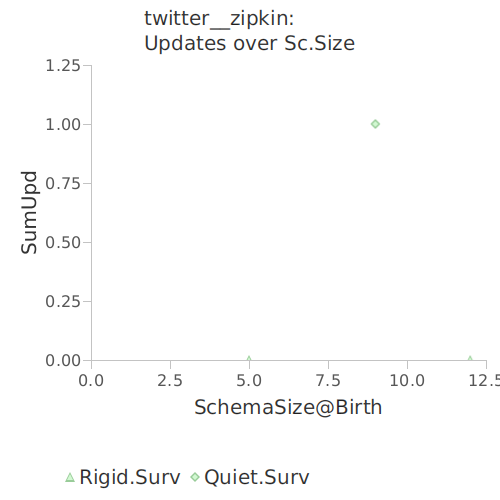 twitter__zipkin:
Updates over Sc.Size
1.25
1.00
0.75
0.50
0.25
0.00
SumUpd
0.0 2.5 5.0 7.5 10.0 12.5
SchemaSize@Birth
Rigid.Surv Quiet.Surv